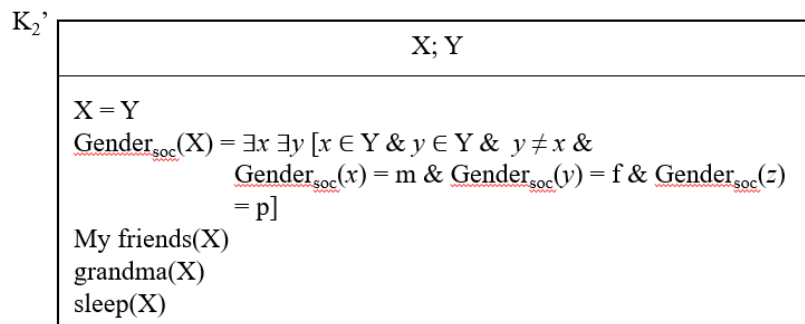 K₂’
X; Y
X = Y
Gender_soc(X) = ∃x ∃y [x ∈ Y & y ∈ Y & y ≠ x &
Gender_soc(x) = m & Gender_soc(y) = f & Gender_soc(z)
= p]
My friends(X)
grandma(X)
sleep(X)